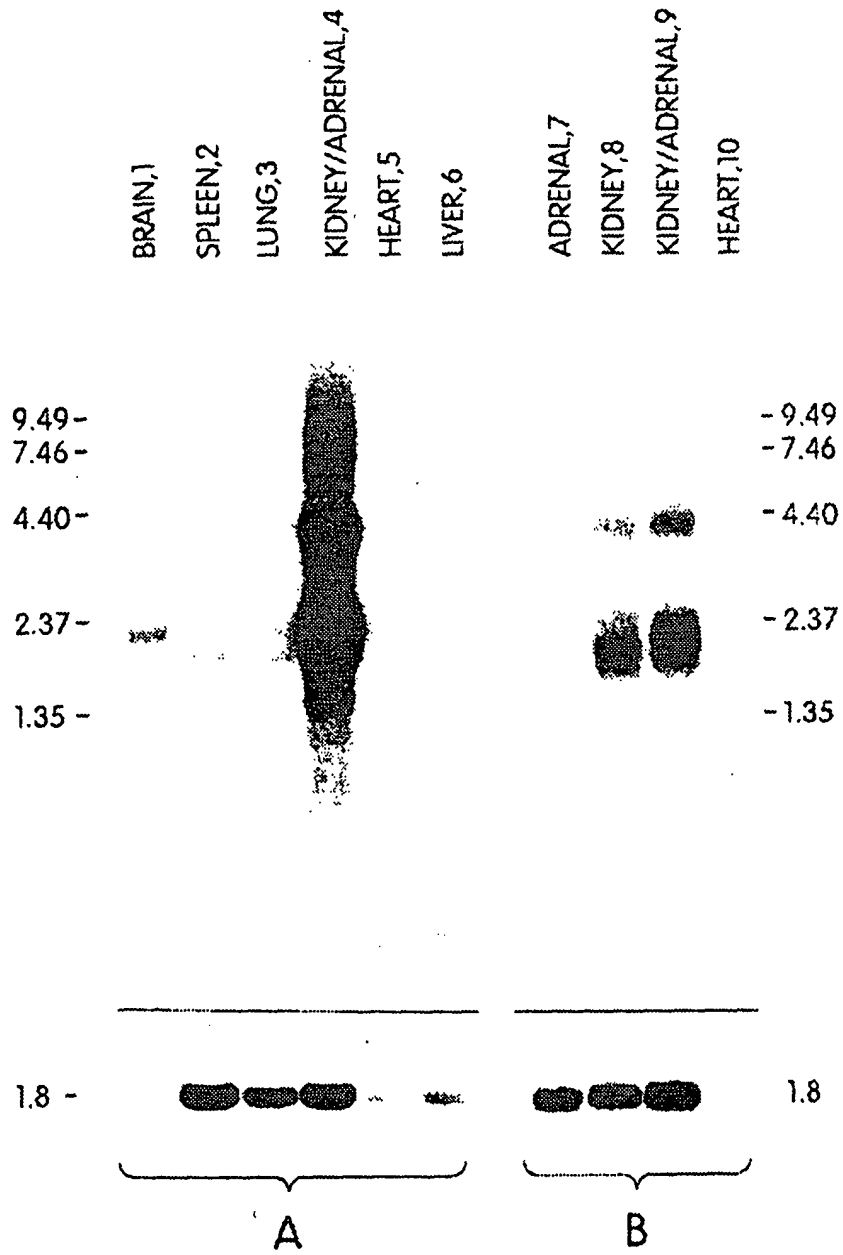 BRAIN,1
SPLEEN,2
LUNG,3
KIDNEY/ADRENAL,4
HEART,5
LIVER,6
ADRENAL,7
KIDNEY,8
KIDNEY/ADRENAL,9
HEART,10
9.49-
7.46-
4.40-
2.37-
1.35-
-9.49
-7.46
-4.40
-2.37
-1.35
1.8 -
1.8
A
B